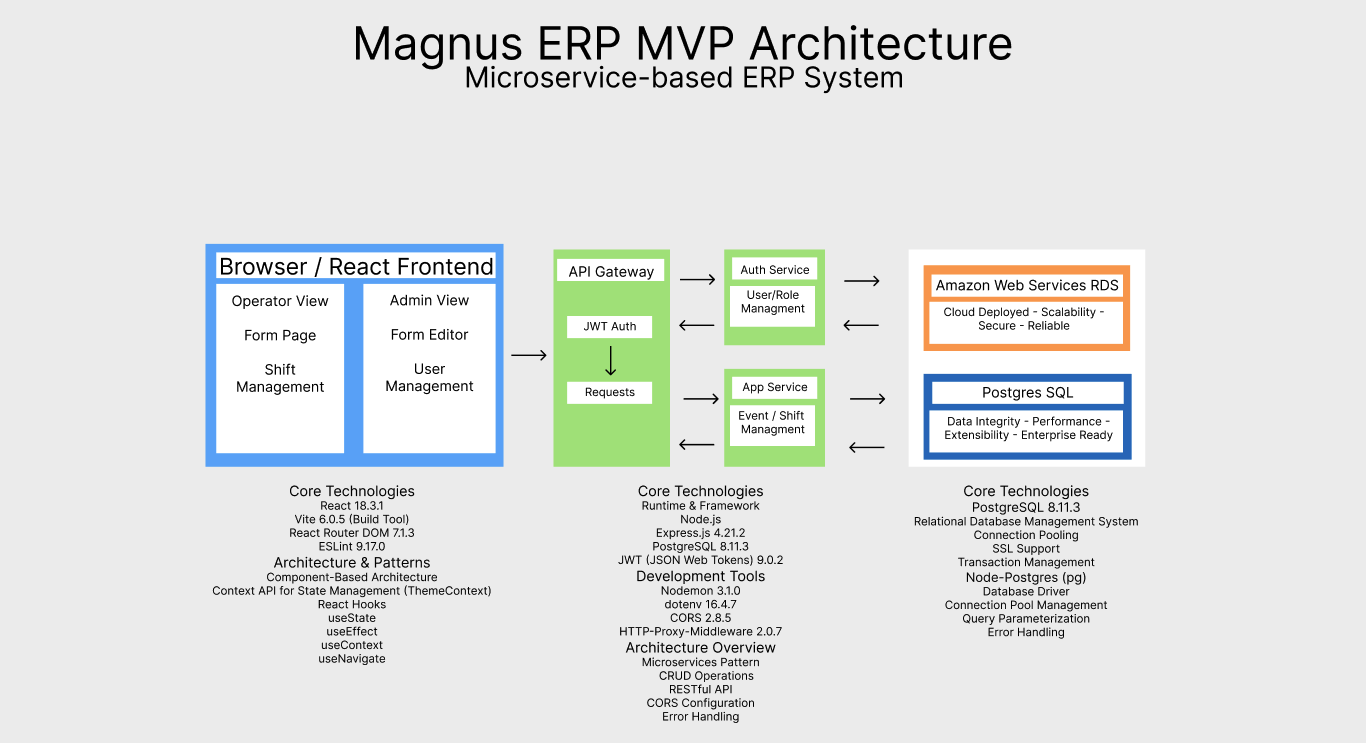 Magnus ERP MVP Architecture
Microservice-based ERP System
Browser / React Frontend
Operator View
Form Page
Shift
Management
Admin View
Form Editor
User
Management
API Gateway
JWT Auth
Requests
Auth Service
User/Role
Managment
App Service
Event / Shift
Managment
Amazon Web Services RDS
Cloud Deployed - Scalability -
Secure - Reliable
Postgres SQL
Data Integrity - Performance -
Extensibility - Enterprise Ready
Core Technologies
React 18.3.1
Vite 6.0.5 (Build Tool)
React Router DOM 7.1.3
ESLint 9.17.0
Architecture & Patterns
Component-Based Architecture
Context API for State Management (ThemeContext)
React Hooks
useState
useEffect
useContext
useNavigate
Core Technologies
Runtime & Framework
Node.js
Express.js 4.21.2
PostgreSQL 8.11.3
JWT (JSON Web Tokens) 9.0.2
Development Tools
Nodemon 3.1.0
dotenv 16.4.7
CORS 2.8.5
HTTP-Proxy-Middleware 2.0.7
Architecture Overview
Microservices Pattern
CRUD Operations
RESTful API
CORS Configuration
Error Handling
Core Technologies
PostgreSQL 8.11.3
Relational Database Management System
Connection Pooling
SSL Support
Transaction Management
Node-Postgres (pg)
Database Driver
Connection Pool Management
Query Parameterization
Error Handling